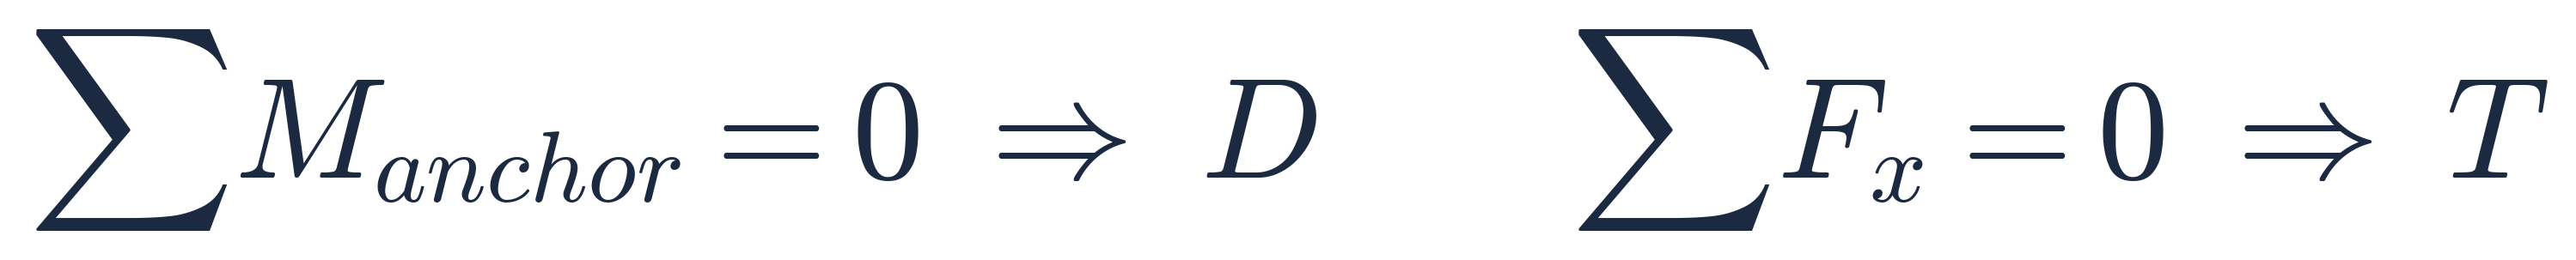 ∑M_anchor = 0 ⇒ D  ∑F_x = 0 ⇒ T